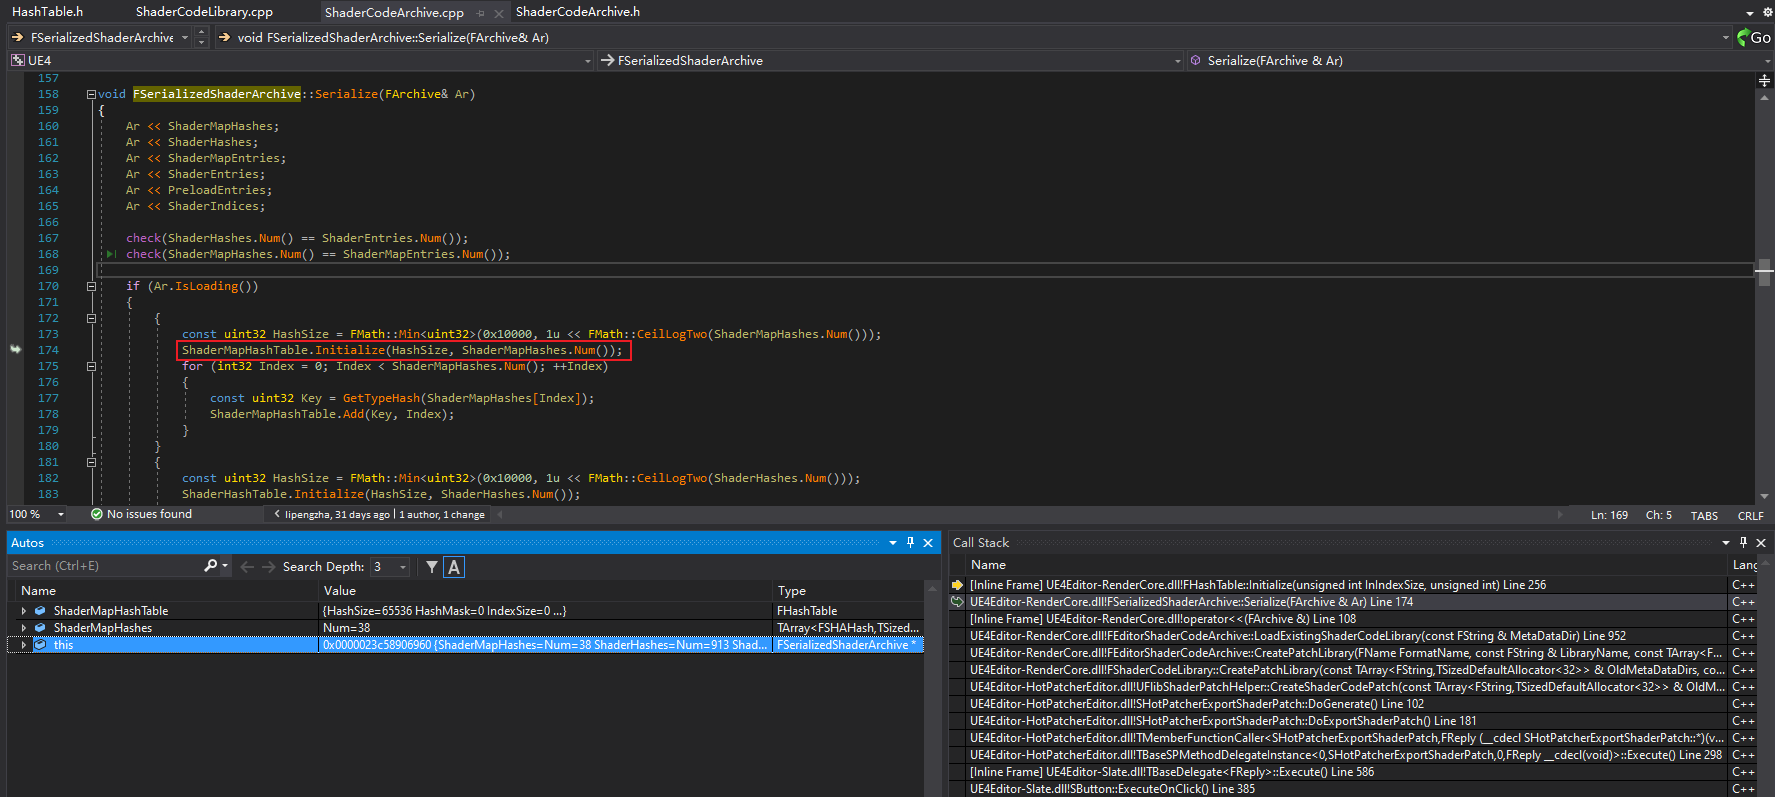 HashTable.h ShaderCodeLibrary.cpp ShaderCodeArchive.cpp ShaderCodeArchive.h
FSerializedShaderArchive void FSerializedShaderArchive::Serialize(FArchive& Ar) Go
UE4 FSerializedShaderArchive Serialize(FArchive & Ar)
157
158 void FSerializedShaderArchive::Serialize(FArchive& Ar)
159 {
160 Ar << ShaderMapHashes;
161 Ar << ShaderHashes;
162 Ar << ShaderMapEntries;
163 Ar << ShaderEntries;
164 Ar << PreloadEntries;
165 Ar << ShaderIndices;
166
167 check(ShaderHashes.Num() == ShaderEntries.Num());
168 check(ShaderMapHashes.Num() == ShaderMapEntries.Num());
169
170 if (Ar.IsLoading())
171 {
172 {
173 const uint32 HashSize = FMath::Min<uint32>(0x10000, 1u << FMath::CeilLogTwo(ShaderMapHashes.Num()));
174 ShaderMapHashTable.Initialize(HashSize, ShaderMapHashes.Num());
175 for (int32 Index = 0; Index < ShaderMapHashes.Num(); ++Index)
176 {
177 const uint32 Key = GetTypeHash(ShaderMapHashes[Index]);
178 ShaderMapHashTable.Add(Key, Index);
179 }
180 }
181 {
182 const uint32 HashSize = FMath::Min<uint32>(0x10000, 1u << FMath::CeilLogTwo(ShaderHashes.Num()));
183 ShaderHashTable.Initialize(HashSize, ShaderHashes.Num());
100 % No issues found lipengzha, 31 days ago | 1 author, 1 change Ln: 169 Ch: 5 TABS CRLF
Autos
Search (Ctrl+E) Search Depth: 3 A
Name Value Type
ShaderMapHashTable {HashSize=65536 HashMask=0 IndexSize=0 ...} FHashTable
ShaderMapHashes Num=38 TArray<FSHAHash,TSized...
this 0x0000023c58906960 {ShaderMapHashes=Num=38 ShaderHashes=Num=913 Shad... FSerializedShaderArchive *
Call Stack
Name Lang
[Inline Frame] UE4Editor-RenderCore.dll!FHashTable::Initialize(unsigned int InIndexSize, unsigned int) Line 256 C++
UE4Editor-RenderCore.dll!FSerializedShaderArchive::Serialize(FArchive & Ar) Line 174 C++
[Inline Frame] UE4Editor-RenderCore.dll!operator<<(FArchive &) Line 108 C++
UE4Editor-RenderCore.dll!FEditorShaderCodeArchive::LoadExistingShaderCodeLibrary(const FString & MetaDataDir) Line 952 C++
UE4Editor-RenderCore.dll!FEditorShaderCodeArchive::CreatePatchLibrary(FName FormatName, const FString & LibraryName, const TArray<F... C++
UE4Editor-RenderCore.dll!FShaderCodeLibrary::CreatePatchLibrary(const TArray<FString,TSizedDefaultAllocator<32>> & OldMetaDataDirs, co... C++
UE4Editor-HotPatcherEditor.dll!UFlibShaderPatchHelper::CreateShaderCodePatch(const TArray<FString,TSizedDefaultAllocator<32>> & OldM... C++
UE4Editor-HotPatcherEditor.dll!SHotPatcherExportShaderPatch::DoGenerate() Line 102 C++
UE4Editor-HotPatcherEditor.dll!SHotPatcherExportShaderPatch::DoExportShaderPatch() Line 181 C++
UE4Editor-HotPatcherEditor.dll!TMemberFunctionCaller<SHotPatcherExportShaderPatch,FReply (__cdecl SHotPatcherExportShaderPatch::*)(v... C++
UE4Editor-HotPatcherEditor.dll!TBaseSPMethodDelegateInstance<0,SHotPatcherExportShaderPatch,0,FReply __cdecl(void)>::Execute() Line 298 C++
[Inline Frame] UE4Editor-Slate.dll!TBaseDelegate<FReply>::Execute() Line 586 C++
UE4Editor-Slate.dll!SButton::ExecuteOnClick() Line 385 C++